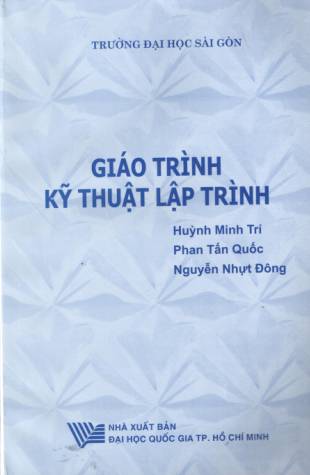 TRƯỜNG ĐẠI HỌC SÀI GÒN
GIÁO TRÌNH
KỸ THUẬT LẬP TRÌNH
Huỳnh Minh Trí
Phan Tấn Quốc
Nguyễn Nhựt Đông
NHÀ XUẤT BẢN
ĐẠI HỌC QUỐC GIA TP. HỒ CHÍ MINH